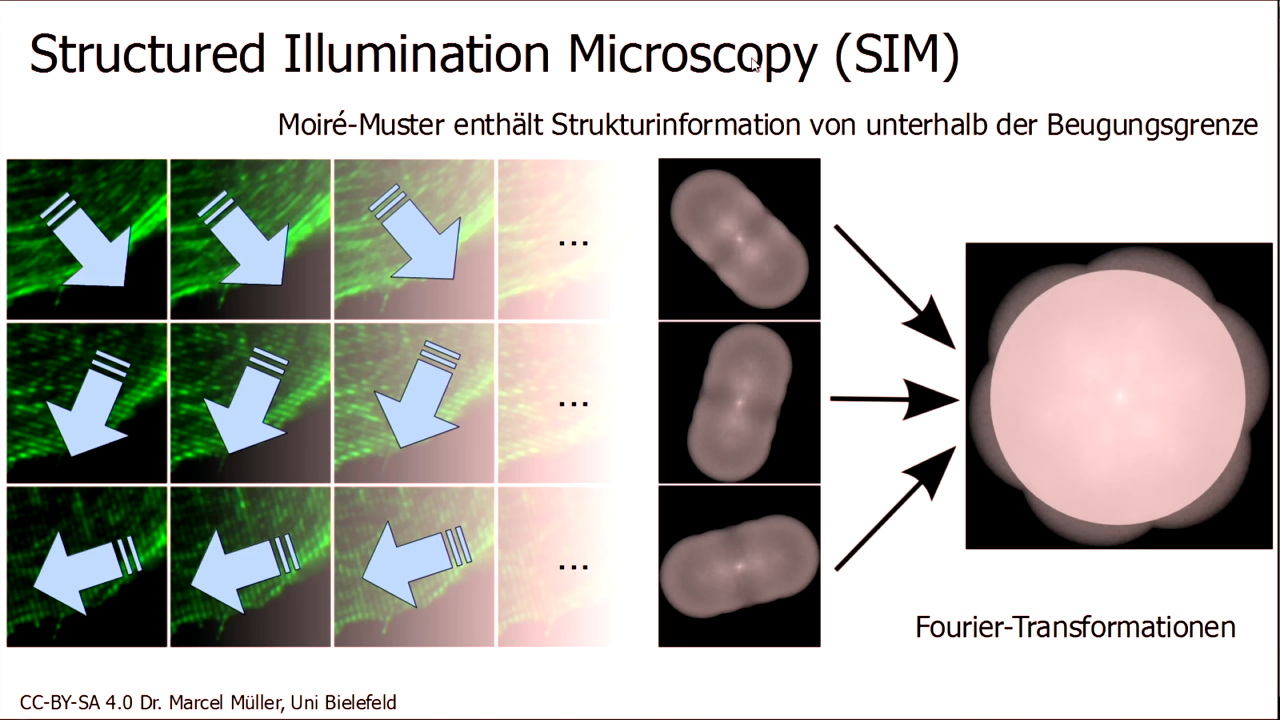 Structured Illumination Microscopy (SIM)
Moiré-Muster enthält Strukturinformation von unterhalb der Beugungsgrenze
...
...
...
Fourier-Transformationen
CC-BY-SA 4.0 Dr. Marcel Müller, Uni Bielefeld